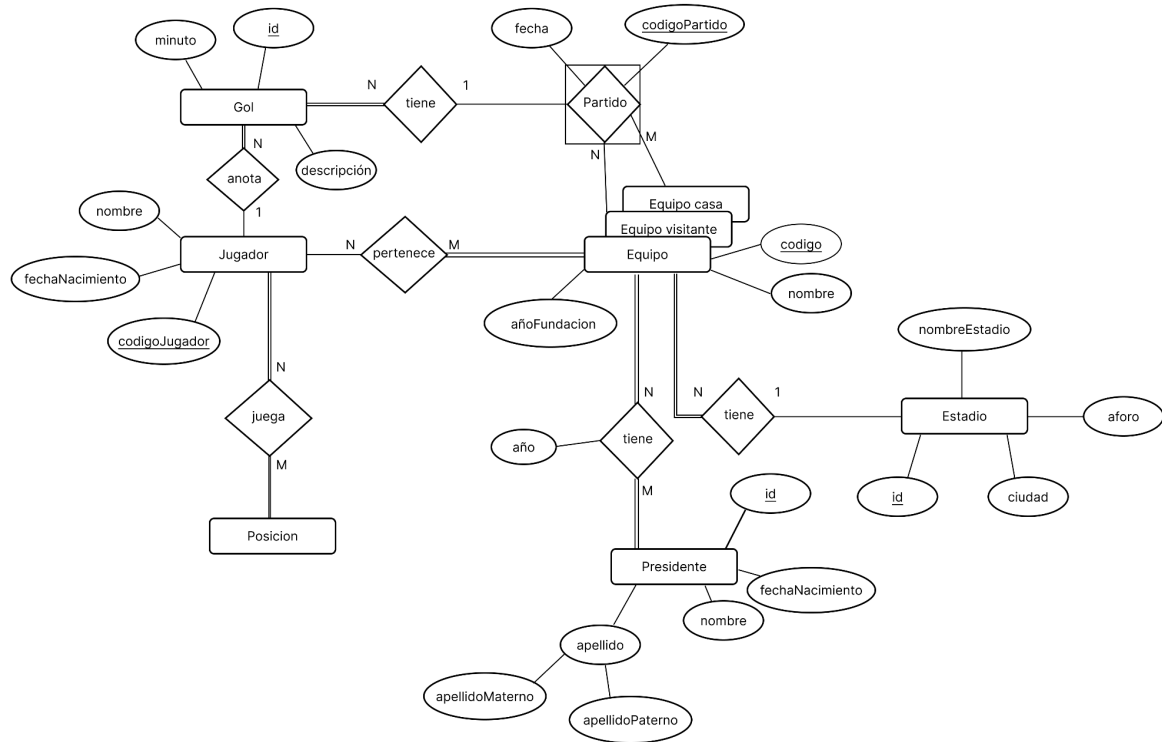 id
fecha
codigoPartido
minuto
N
1
Gol
tiene
Partido
N
M
N
descripción
anota
Equipo casa
nombre
1
Equipo visitante
codigo
Jugador
N
pertenece
M
Equipo
fechaNacimiento
nombre
añoFundacion
nombreEstadio
codigoJugador
N
N
N
1
juega
tiene
Estadio
aforo
año
tiene
M
M
id
id
ciudad
Posicion
Presidente
fechaNacimiento
nombre
apellido
apellidoMaterno
apellidoPaterno